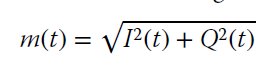 m(t) = √I²(t) + Q²(t)